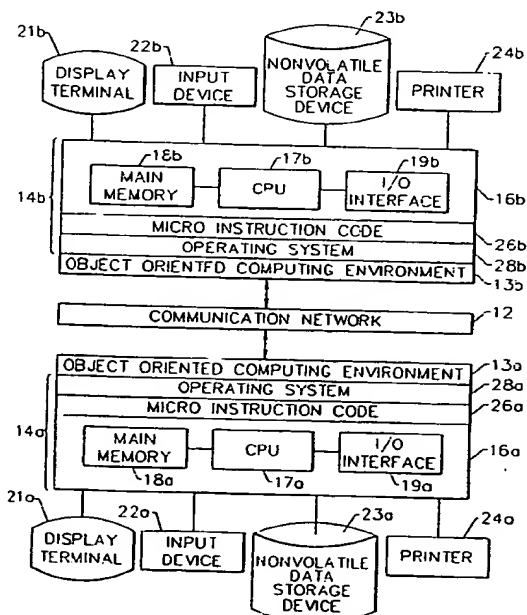 23b
21b
22b
24b
DISPLAY
TERMINAL
INPUT
DEVICE
NONVOLATILE
DATA
STORAGE
DEVICE
PRINTER
18b
17b
19b
14b
MAIN
MEMORY
CPU
I/O
INTERFACE
16b
MICRO INSTRUCTION CODE
26b
OPERATING SYSTEM
28b
OBJECT ORIENTED COMPUTING ENVIRONMENT
13b
COMMUNICATION NETWORK
12
OBJECT ORIENTED COMPUTING ENVIRONMENT
13a
OPERATING SYSTEM
28a
MICRO INSTRUCTION CODE
26a
14a
MAIN
MEMORY
CPU
I/O
INTERFACE
16a
18a
17a
19a
21a
22a
23a
24a
DISPLAY
TERMINAL
INPUT
DEVICE
NONVOLATILE
DATA
STORAGE
DEVICE
PRINTER